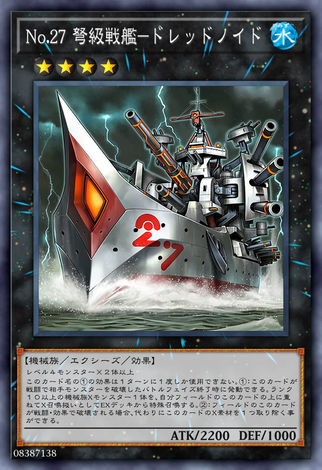 No.27 弩級戦艦-ドレッドノイド
水
27
【機械族／エクシーズ／効果】
レベル４モンスター×２体以上
このカード名の①の効果は１ターンに１度しか使用できない。①：このカードが
戦闘で相手モンスターを破壊したバトルフェイズ終了時に発動できる。ランク
１０以上の機械族Ｘモンスター１体を、自分フィールドのこのカードの上に重
ねてＸ召喚扱いとしてEXデッキから特殊召喚する。②：フィールドのこのカード
が戦闘・効果で破壊される場合、代わりにこのカードのX素材を１つ取り除く事
ができる。
ATK/2200 DEF/1000
08387138